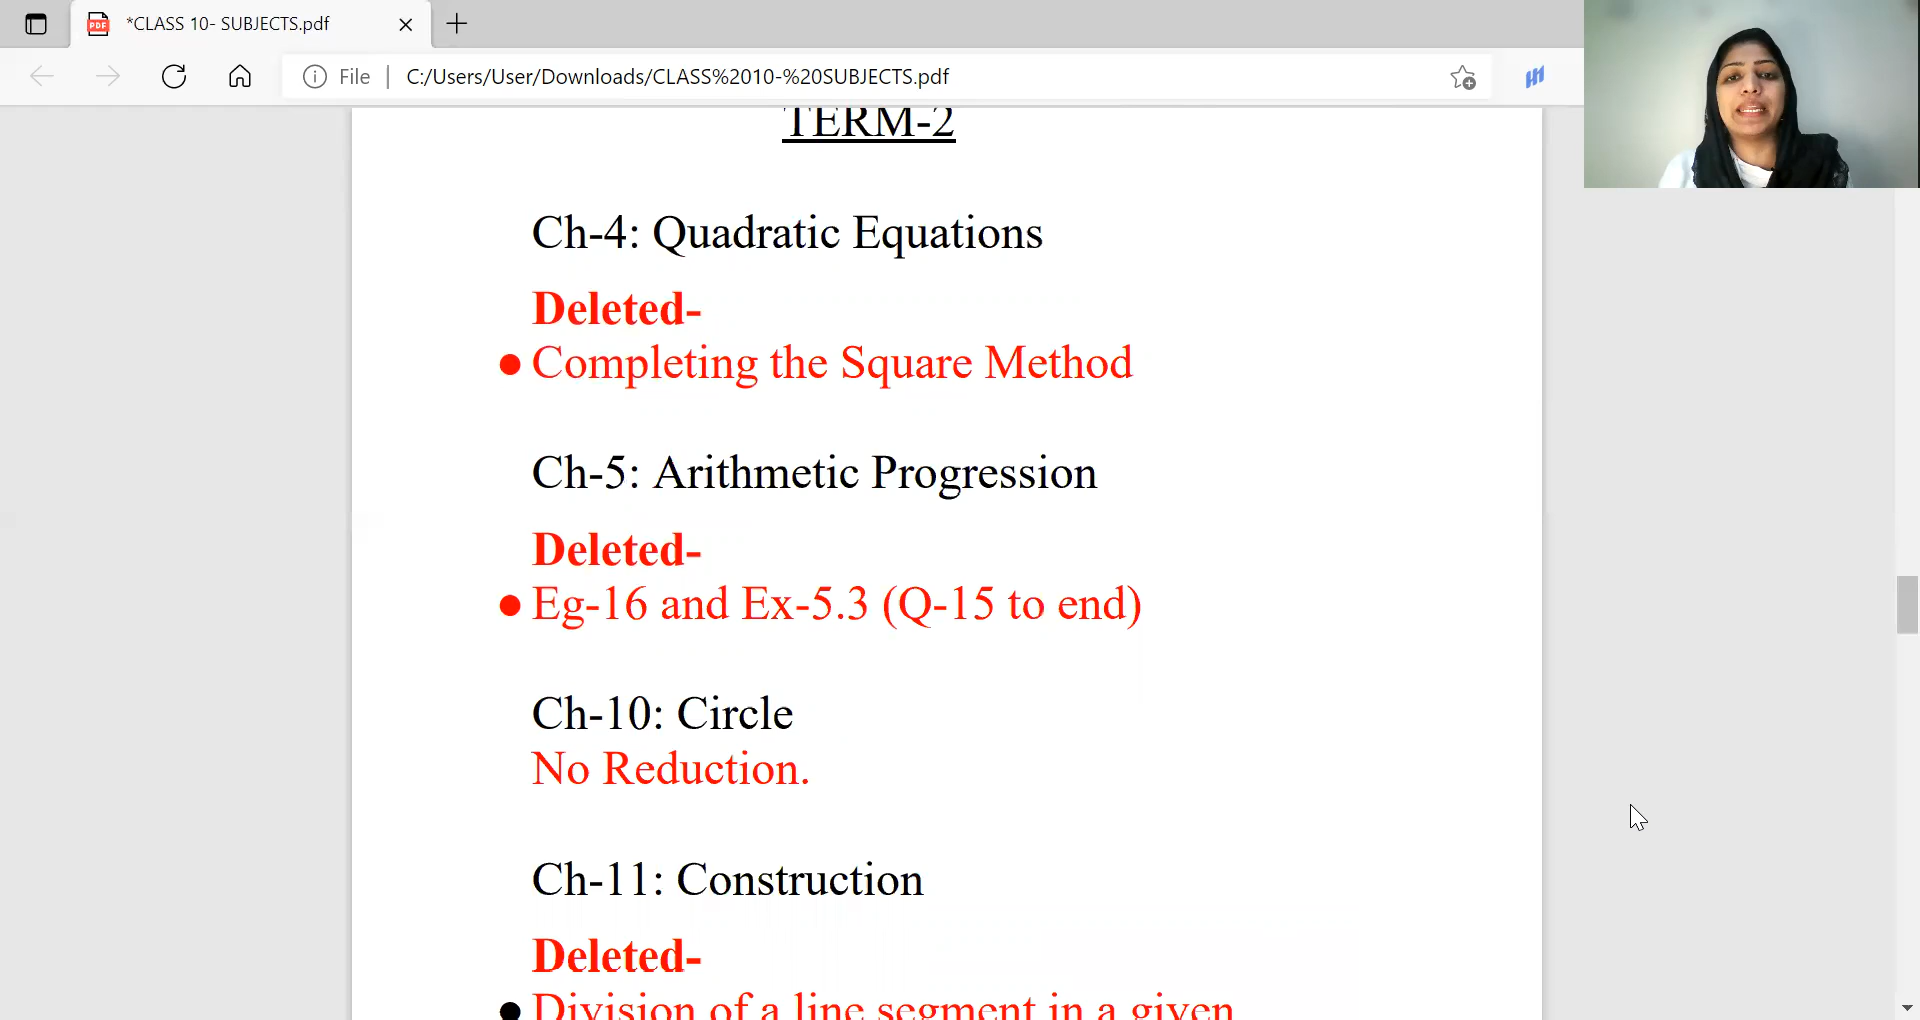 *CLASS 10- SUBJECTS.pdf
File C:/Users/User/Downloads/CLASS%2010-%20SUBJECTS.pdf
TERM-2
Ch-4: Quadratic Equations
Deleted-
● Completing the Square Method
Ch-5: Arithmetic Progression
Deleted-
● Eg-16 and Ex-5.3 (Q-15 to end)
Ch-10: Circle
No Reduction.
Ch-11: Construction
Deleted-
● Division of a line segment in a given